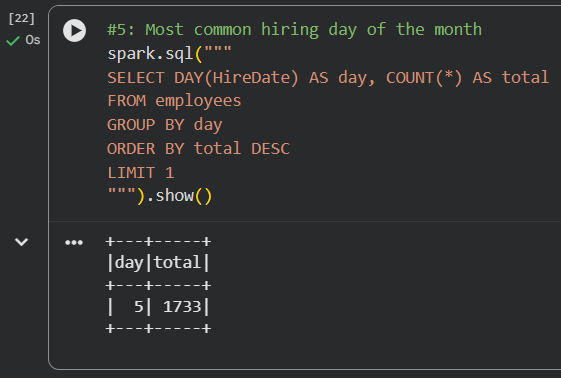 [22]
0s
#5: Most common hiring day of the month
spark.sql("""
SELECT DAY(HireDate) AS day, COUNT(*) AS total
FROM employees
GROUP BY day
ORDER BY total DESC
LIMIT 1
""").show()
+---+-----+
|day|total|
+---+-----+
|  5| 1733|
+---+-----+